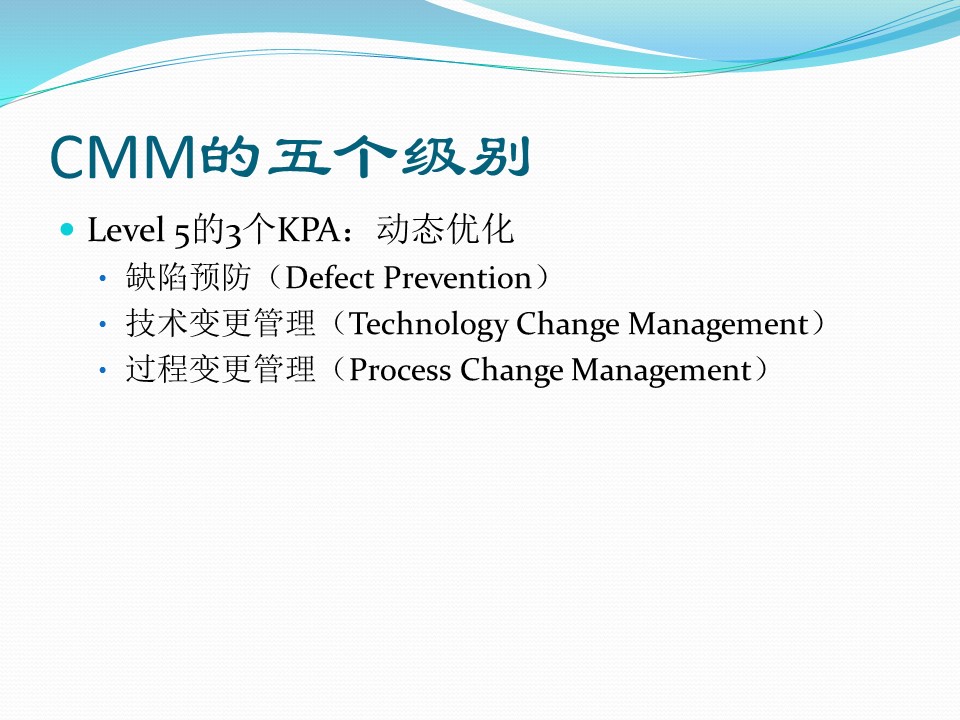 CMM的五个级别
Level 5的3个KPA：动态优化
缺陷预防（Defect Prevention）
技术变更管理（Technology Change Management）
过程变更管理（Process Change Management）